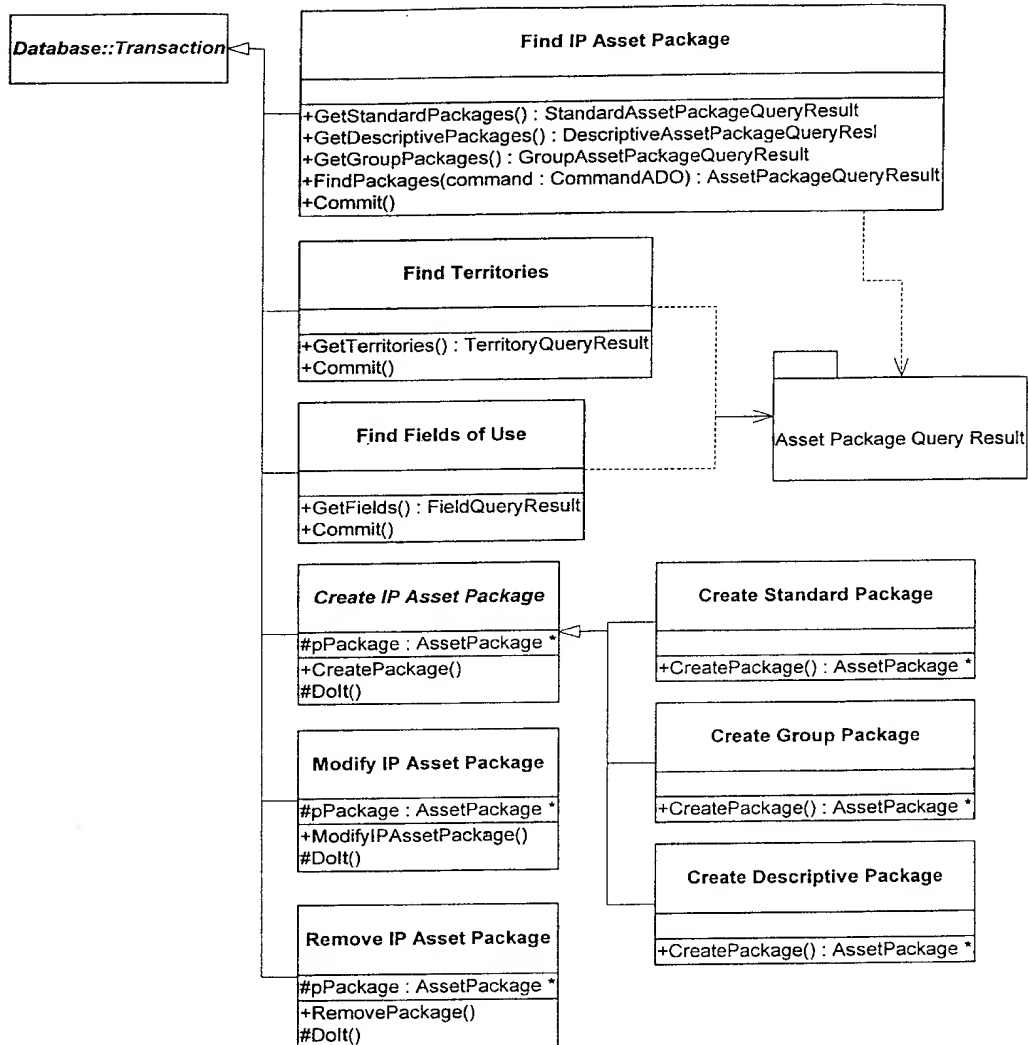 Database::Transaction
Find IP Asset Package
+GetStandardPackages() : StandardAssetPackageQueryResult
+GetDescriptivePackages() : DescriptiveAssetPackageQueryResl
+GetGroupPackages() : GroupAssetPackageQueryResult
+FindPackages(command : CommandADO) : AssetPackageQueryResult
+Commit()
Find Territories
+GetTerritories() : TerritoryQueryResult
+Commit()
Asset Package Query Result
Find Fields of Use
+GetFields() : FieldQueryResult
+Commit()
Create IP Asset Package
#pPackage : AssetPackage *
+CreatePackage()
#DoIt()
Create Standard Package
+CreatePackage() : AssetPackage *
Create Group Package
+CreatePackage() : AssetPackage *
Create Descriptive Package
+CreatePackage() : AssetPackage *
Modify IP Asset Package
#pPackage : AssetPackage *
+ModifyIPAssetPackage()
#DoIt()
Remove IP Asset Package
#pPackage : AssetPackage *
+RemovePackage()
#DoIt()